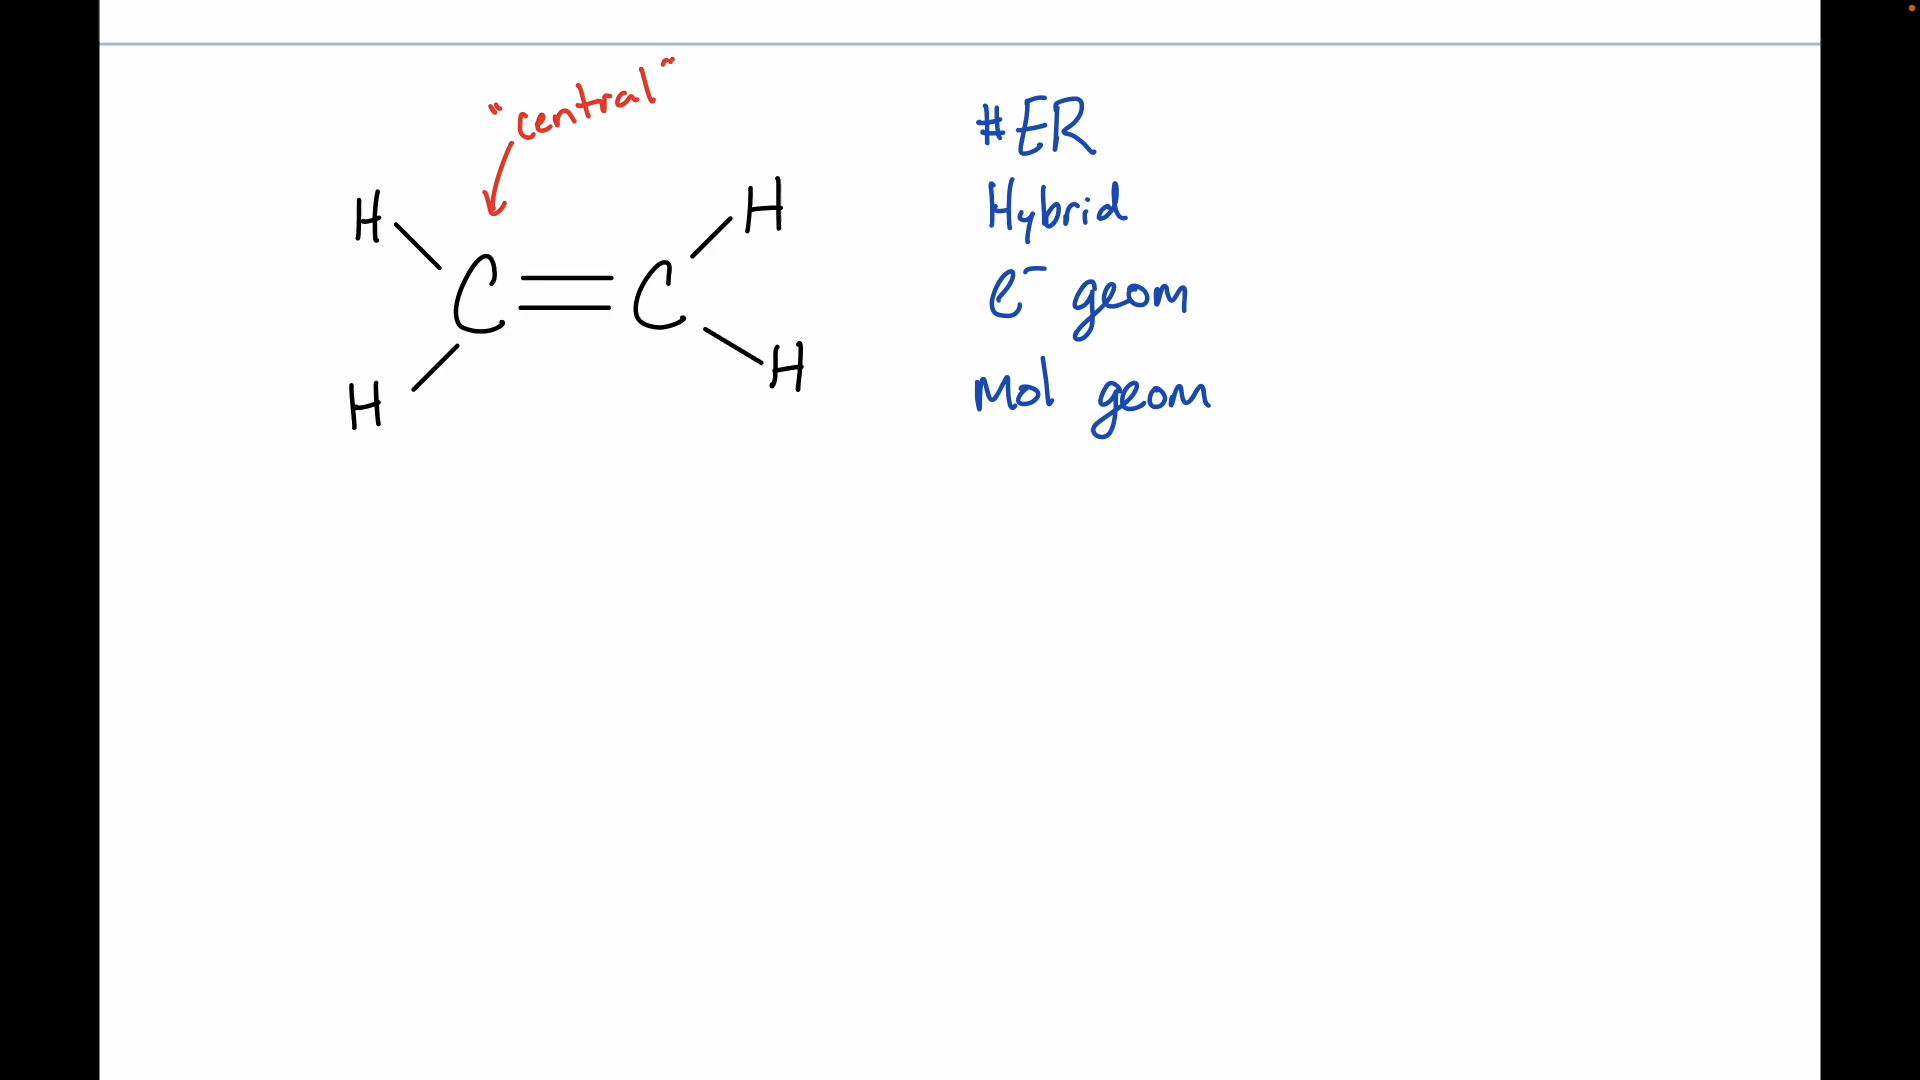 "central"
H H
C = C
H H
#ER
Hybrid
e⁻ geom
Mol geom